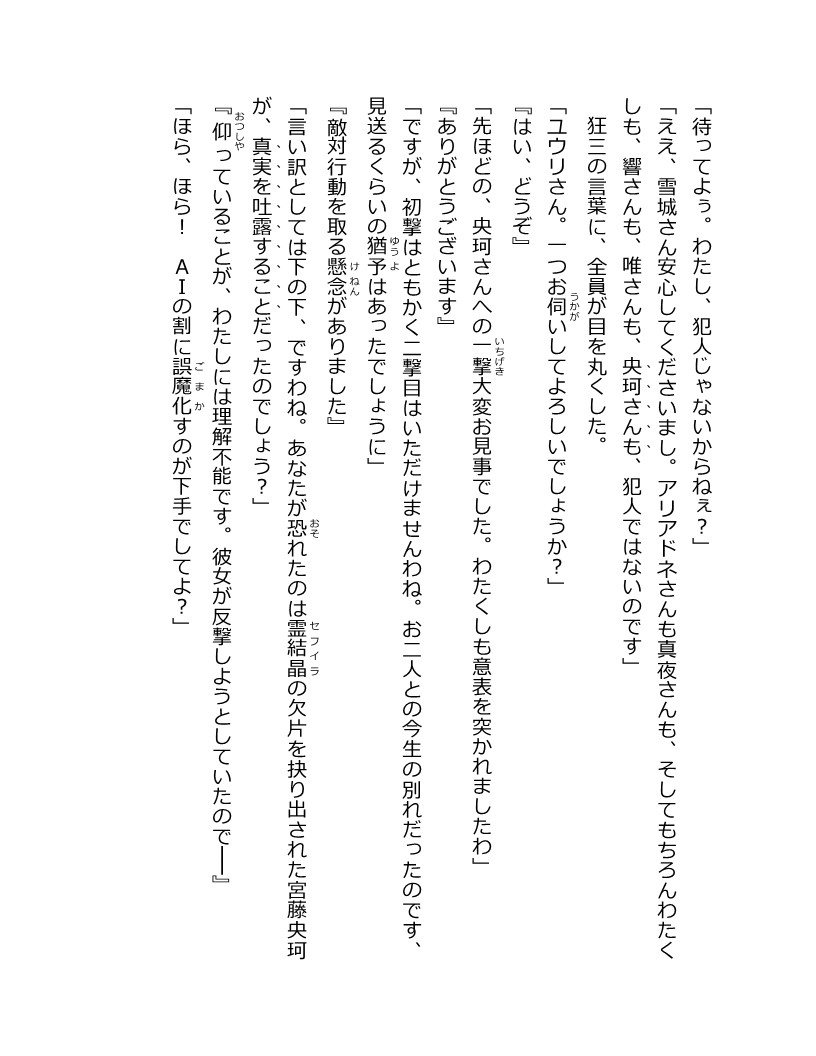 「待ってよぅ。わたし、犯人じゃないからねぇ？」
「ええ、雪城さん安心してくださいまし。アリアドネさんも真夜さんも、そしてもちろんわたく
しも、響さんも、唯さんも、央珂さんも、犯人ではないのです」
　狂三の言葉に、全員が目を丸くした。
「ユウリさん。一つお伺いしてよろしいでしょうか？」
『はい、どうぞ』
「先ほどの、央珂さんへの一撃大変お見事でした。わたくしも意表を突かれましたわ」
『ありがとうございます』
「ですが、初撃はともかく二撃目はいただけませんわね。お二人との今生の別れだったのです、
見送るくらいの猶予はあったでしょうに」
『敵対行動を取る懸念がありました』
「言い訳としては下の下、ですわね。あなたが恐れたのは霊結晶の欠片を抉り出された宮藤央珂
が、真実を吐露することだったのでしょう？」
『仰っていることが、わたしには理解不能です。彼女が反撃しようとしていたので――』
「ほら、ほら！　ＡＩの割に誤魔化すのが下手でしてよ？」